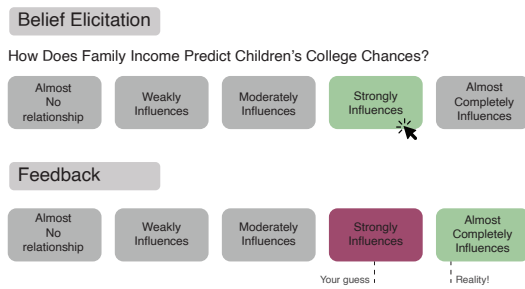 Belief Elicitation
How Does Family Income Predict Children's College Chances?
Almost
No
relationship
Weakly
Influences
Moderately
Influences
Strongly
Influences
Almost
Completely
Influences
Feedback
Almost
No
relationship
Weakly
Influences
Moderately
Influences
Strongly
Influences
Almost
Completely
Influences
Your guess
Reality!